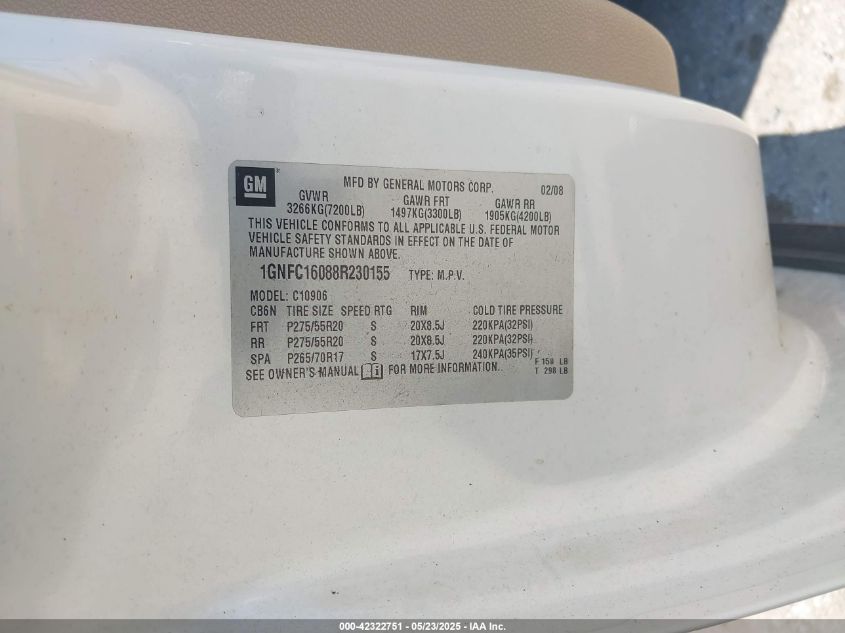 GM
MFD BY GENERAL MOTORS CORP. 02/08
GVWR GAWR FRT GAWR RR
3266KG(7200LB) 1497KG(3300LB) 1905KG(4200LB)
THIS VEHICLE CONFORMS TO ALL APPLICABLE U.S. FEDERAL MOTOR
VEHICLE SAFETY STANDARDS IN EFFECT ON THE DATE OF
MANUFACTURE SHOWN ABOVE.
1GNFC16088R230155 TYPE: M.P.V.
MODEL: C10906
CB6N TIRE SIZE SPEED RTG RIM COLD TIRE PRESSURE
FRT P275/55R20 S 20X8.5J 220KPA(32PSI)
RR P275/55R20 S 20X8.5J 220KPA(32PSI)
SPA P265/70R17 S 17X7.5J 240KPA(35PSI)
SEE OWNER'S MANUAL FOR MORE INFORMATION.
F 158 LB
T 298 LB
000-42322751 - 05/23/2025 - IAA Inc.